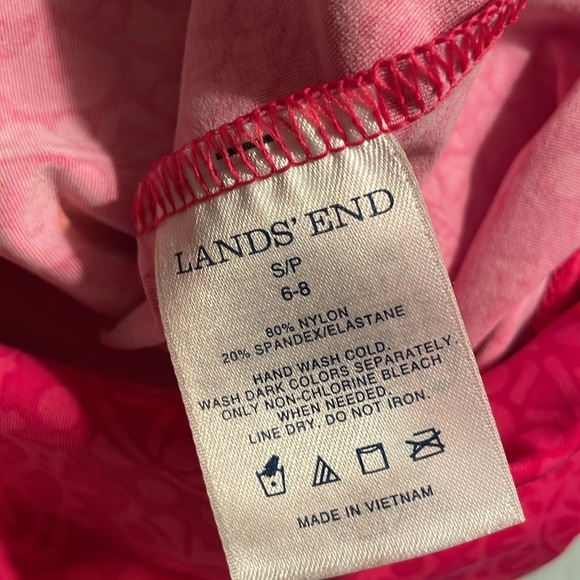 LANDS' END
S/P
6-8
80% NYLON
20% SPANDEX/ELASTANE
HAND WASH COLD.
WASH DARK COLORS SEPARATELY.
ONLY NON-CHLORINE BLEACH
WHEN NEEDED.
LINE DRY. DO NOT IRON.
MADE IN VIETNAM